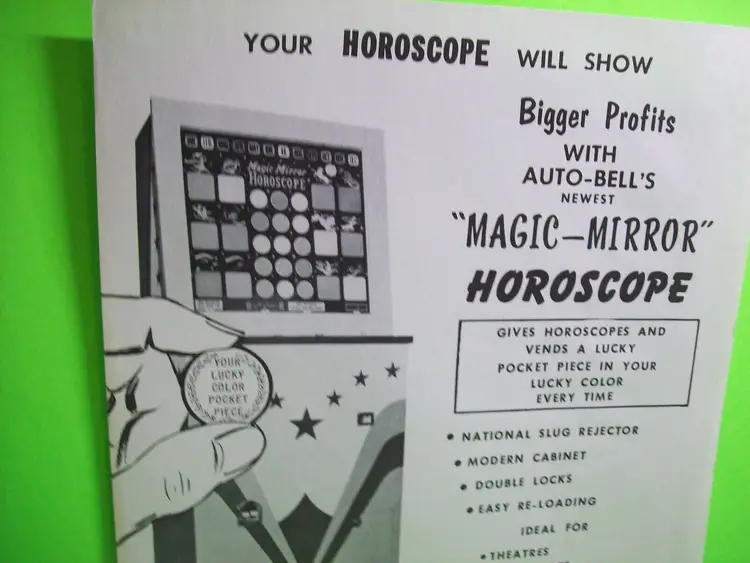 YOUR HOROSCOPE WILL SHOW
Bigger Profits
WITH
AUTO-BELL'S
NEWEST
"MAGIC-MIRROR"
HOROSCOPE
GIVES HOROSCOPES AND
VENDS A LUCKY
POCKET PIECE IN YOUR
LUCKY COLOR
EVERY TIME
• NATIONAL SLUG REJECTOR
• MODERN CABINET
• DOUBLE LOCKS
• EASY RE-LOADING
IDEAL FOR
• THEATRES
Magic Mirror
HOROSCOPE
YOUR
LUCKY
COLOR
POCKET
PIECE